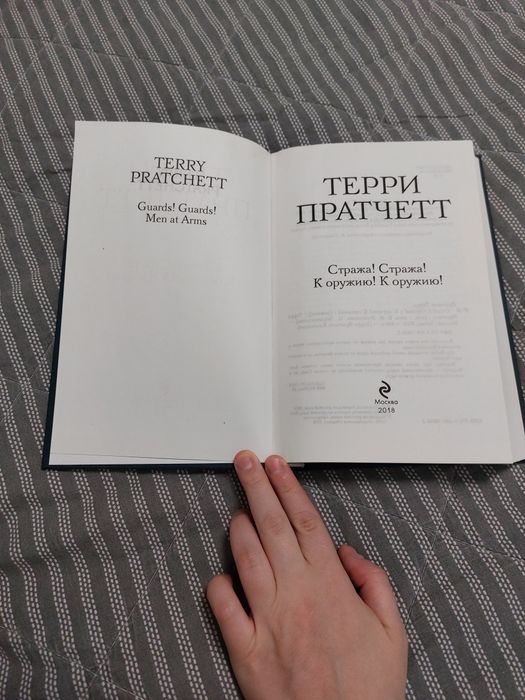 TERRY
PRATCHETT
Guards! Guards!
Men at Arms
ТЕРРИ
ПРАТЧЕТТ
Стража! Стража!
К оружию! К оружию!
Москва
2018